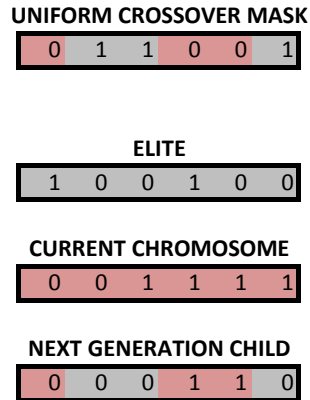 UNIFORM CROSSOVER MASK
0 1 1 0 0 1
ELITE
1 0 0 1 0 0
CURRENT CHROMOSOME
0 0 1 1 1 1
NEXT GENERATION CHILD
0 0 0 1 1 0